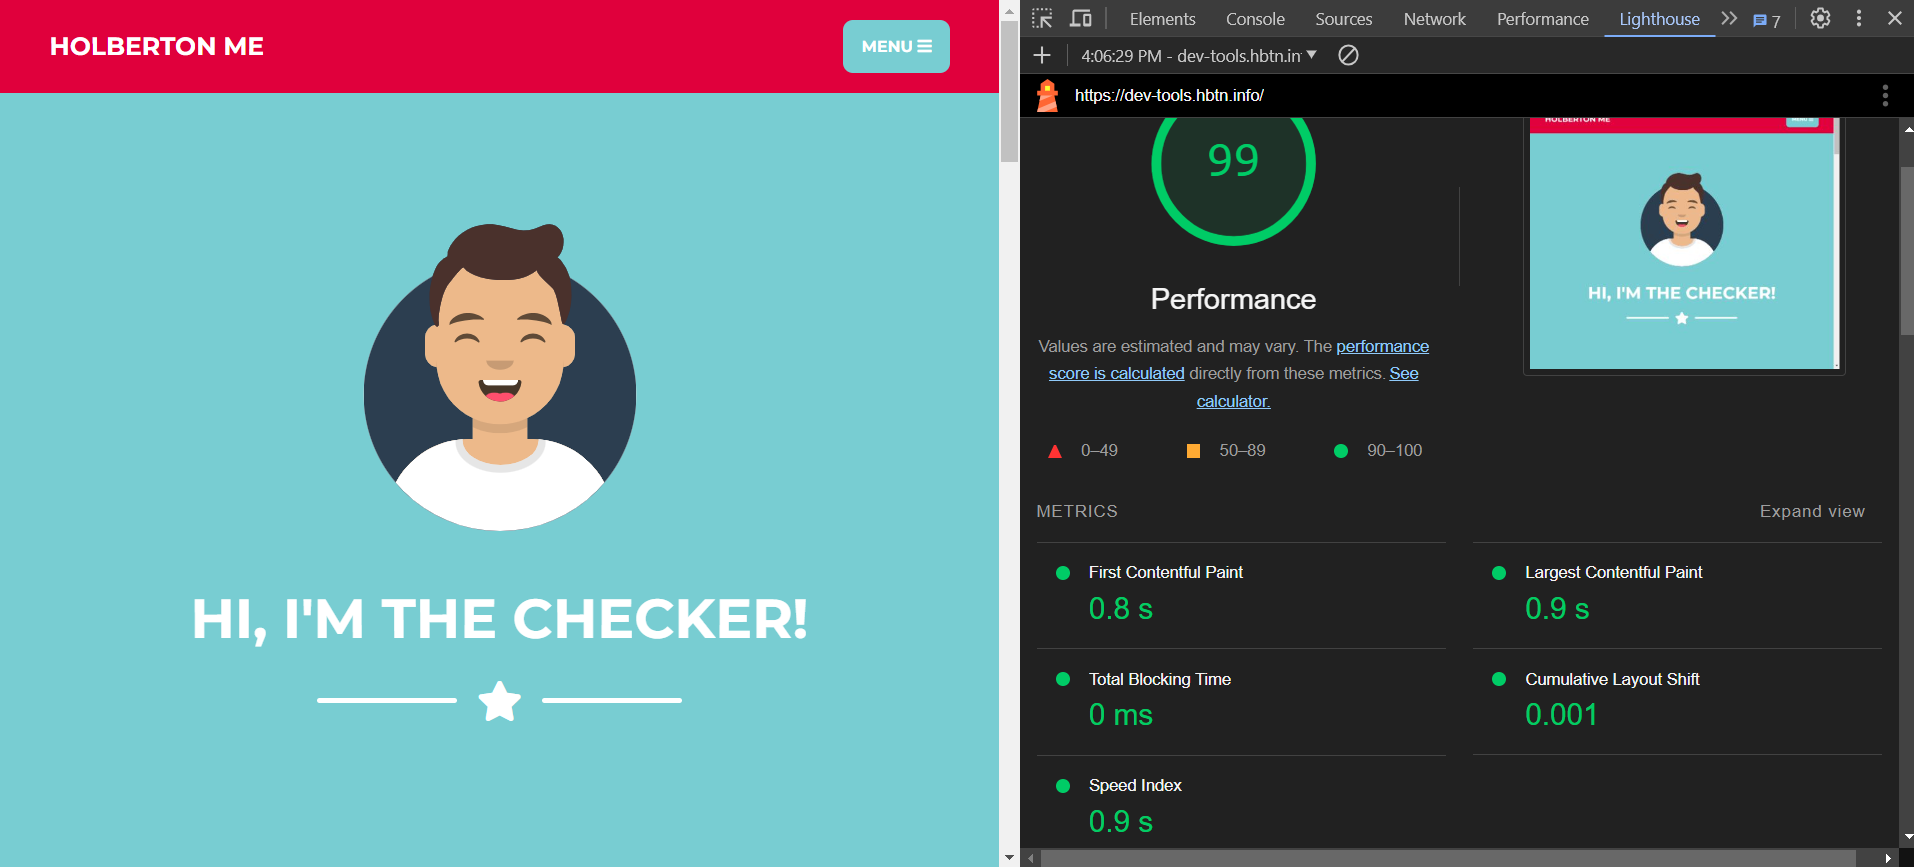 HOLBERTON ME
MENU
HI, I'M THE CHECKER!
Elements Console Sources Network Performance Lighthouse 7
4:06:29 PM - dev-tools.hbtn.in
https://dev-tools.hbtn.info/
99
Performance
Values are estimated and may vary. The performance
score is calculated directly from these metrics. See
calculator.
0–49 50–89 90–100
HOLBERTON ME
HI, I'M THE CHECKER!
METRICS Expand view
First Contentful Paint
0.8 s
Largest Contentful Paint
0.9 s
Total Blocking Time
0 ms
Cumulative Layout Shift
0.001
Speed Index
0.9 s